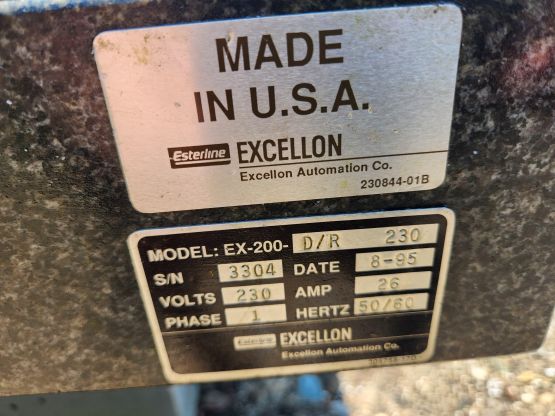 MADE
IN U.S.A.
Esterline EXCELLON
Excellon Automation Co.
230844-01B
MODEL: EX-200- D/R 230
S/N 3304 DATE 8-95
VOLTS 230 AMP 26
PHASE 1 HERTZ 50/60
Esterline EXCELLON
Excellon Automation Co.